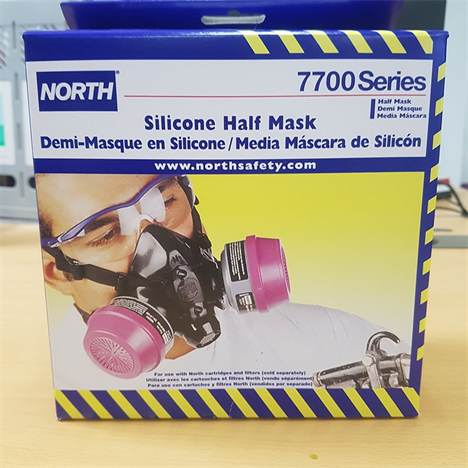 NORTH
7700 Series
Half Mask
Demi Masque
Media Máscara
Silicone Half Mask
Demi-Masque en Silicone/Media Máscara de Silicón
www.northsafety.com
For use with North cartridges and filters (sold separately)
Utiliser avec les cartouches et filtres North (vendu séparément)
Para uso con cartuchos y filtros North (vendidos por separado)